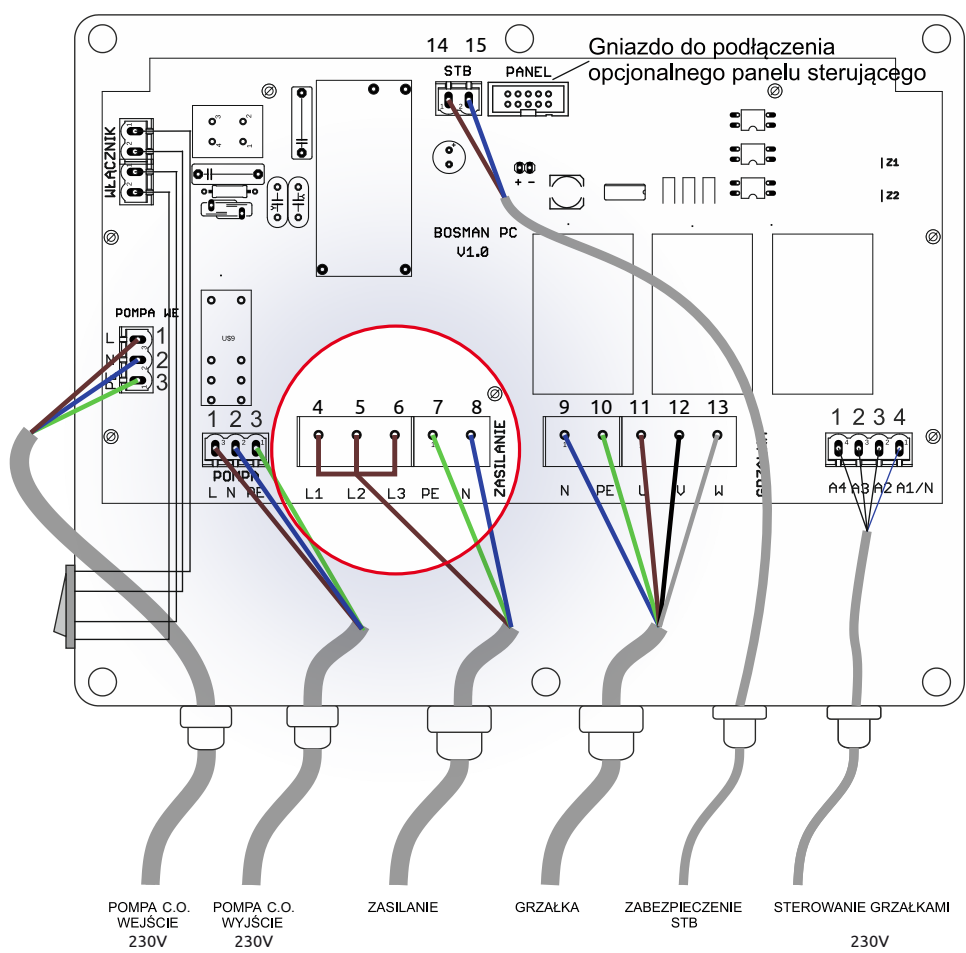 14 15
Gniazdo do podłączenia
opcjonalnego panelu sterującego
STB PANEL
WŁĄCZNIK
+ -
Z1
Z2
BOSMAN PC
V1.0
POMPA WE
L 1
N 2
PE 3
US9
1 2 3
POMPA
L N PE
4 5 6 7 8
ZASILANIE
L1 L2 L3 PE N
9 10 11 12 13
N PE U V W
1 2 3 4
A4 A3 A2 A1/N
POMPA C.O.
WEJŚCIE
230V
POMPA C.O.
WYJŚCIE
230V
ZASILANIE
GRZAŁKA
ZABEZPIECZENIE
STB
STEROWANIE GRZAŁKAMI
230V